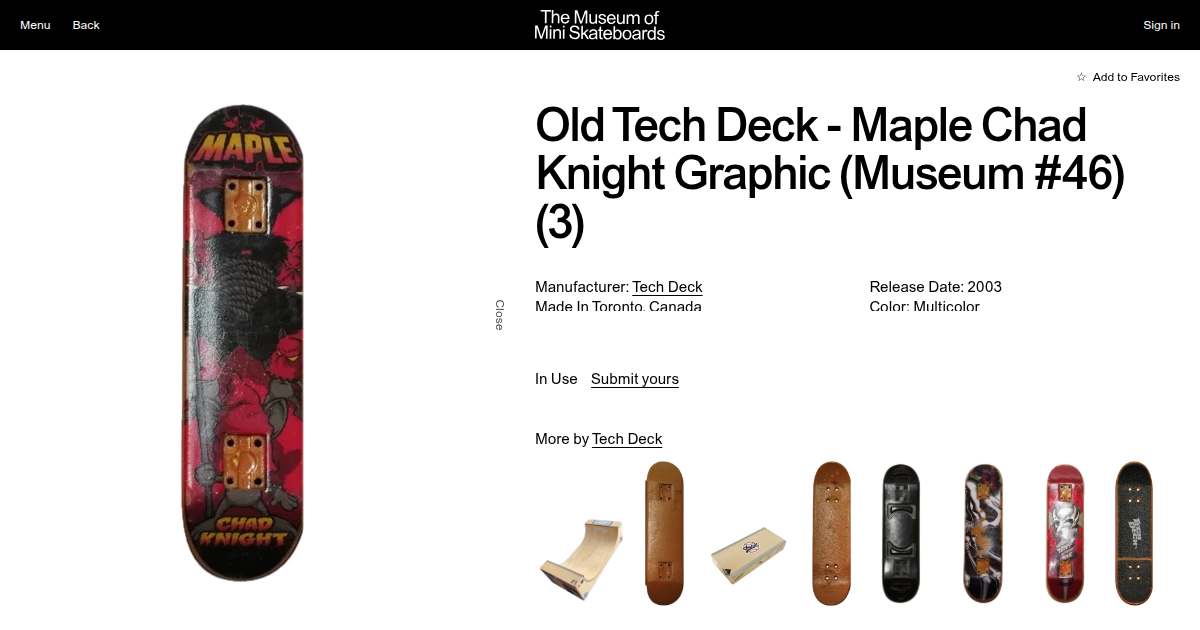 Menu
Back
The Museum of
Mini Skateboards
Sign in
☆ Add to Favorites
MAPLE
CHAD
KNIGHT
Close
Old Tech Deck - Maple Chad
Knight Graphic (Museum #46)
(3)
Manufacturer: Tech Deck
Release Date: 2003
Made In Toronto, Canada
Color: Multicolor
In Use
Submit yours
More by Tech Deck